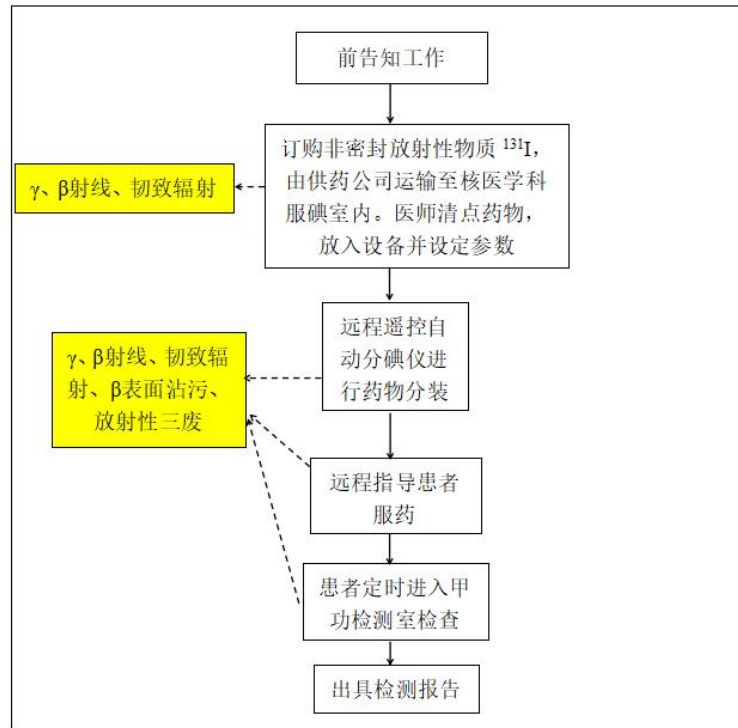 前告知工作
订购非密封放射性物质 131I，
由供药公司运输至核医学科
服碘室内。医师清点药物，
放入设备并设定参数
γ、β射线、韧致辐射
远程遥控自
动分碘仪进
行药物分装
γ、β射线、韧致辐
射、β表面沾污、
放射性三废
远程指导患者
服药
患者定时进入甲
功检测室检查
出具检测报告